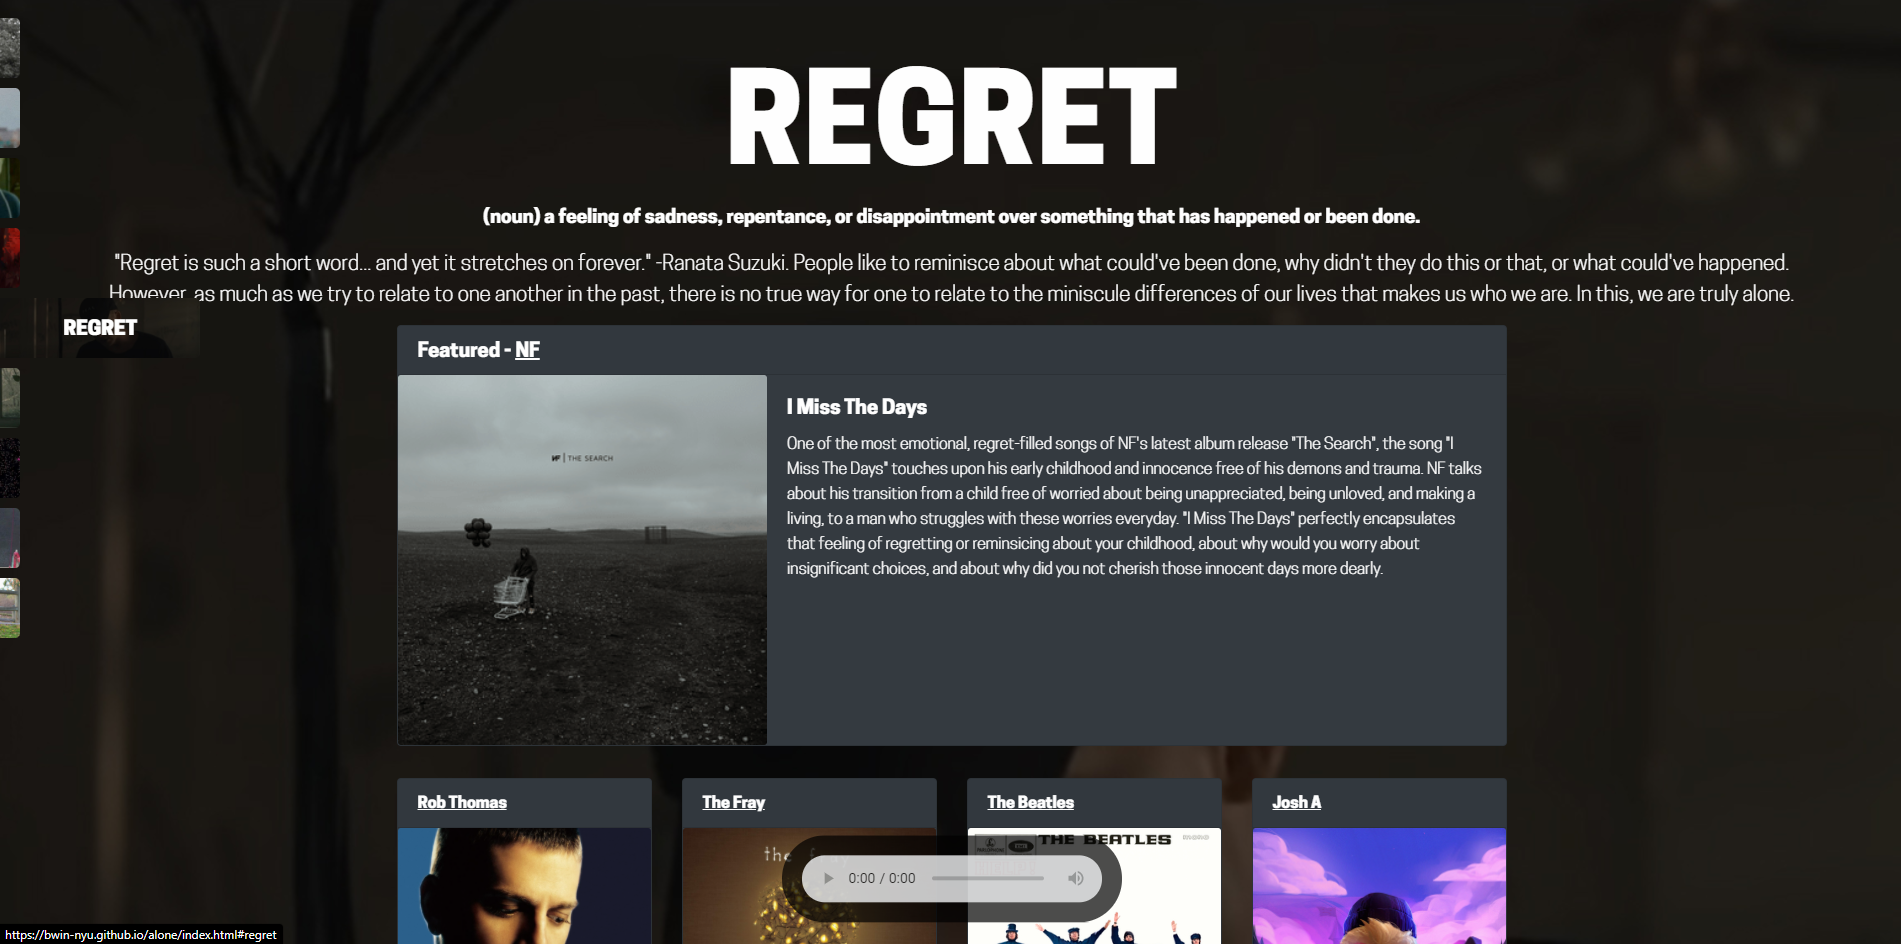 REGRET
(noun) a feeling of sadness, repentance, or disappointment over something that has happened or been done.
"Regret is such a short word... and yet it stretches on forever." -Ranata Suzuki. People like to reminisce about what could've been done, why didn't they do this or that, or what could've happened.
However, as much as we try to relate to one another in the past, there is no true way for one to relate to the miniscule differences of our lives that makes us who we are. In this, we are truly alone.
REGRET
Featured - NF
NF | THE SEARCH
I Miss The Days
One of the most emotional, regret-filled songs of NF's latest album release "The Search", the song "I
Miss The Days" touches upon his early childhood and innocence free of his demons and trauma. NF talks
about his transition from a child free of worried about being unappreciated, being unloved, and making a
living, to a man who struggles with these worries everyday. "I Miss The Days" perfectly encapsulates
that feeling of regretting or reminsicing about your childhood, about why would you worry about
insignificant choices, and about why did you not cherish those innocent days more dearly.
Rob Thomas
The Fray
The Beatles
Josh A
the fray
THE BEATLES
mono
0:00 / 0:00
https://bwin-nyu.github.io/alone/index.html#regret